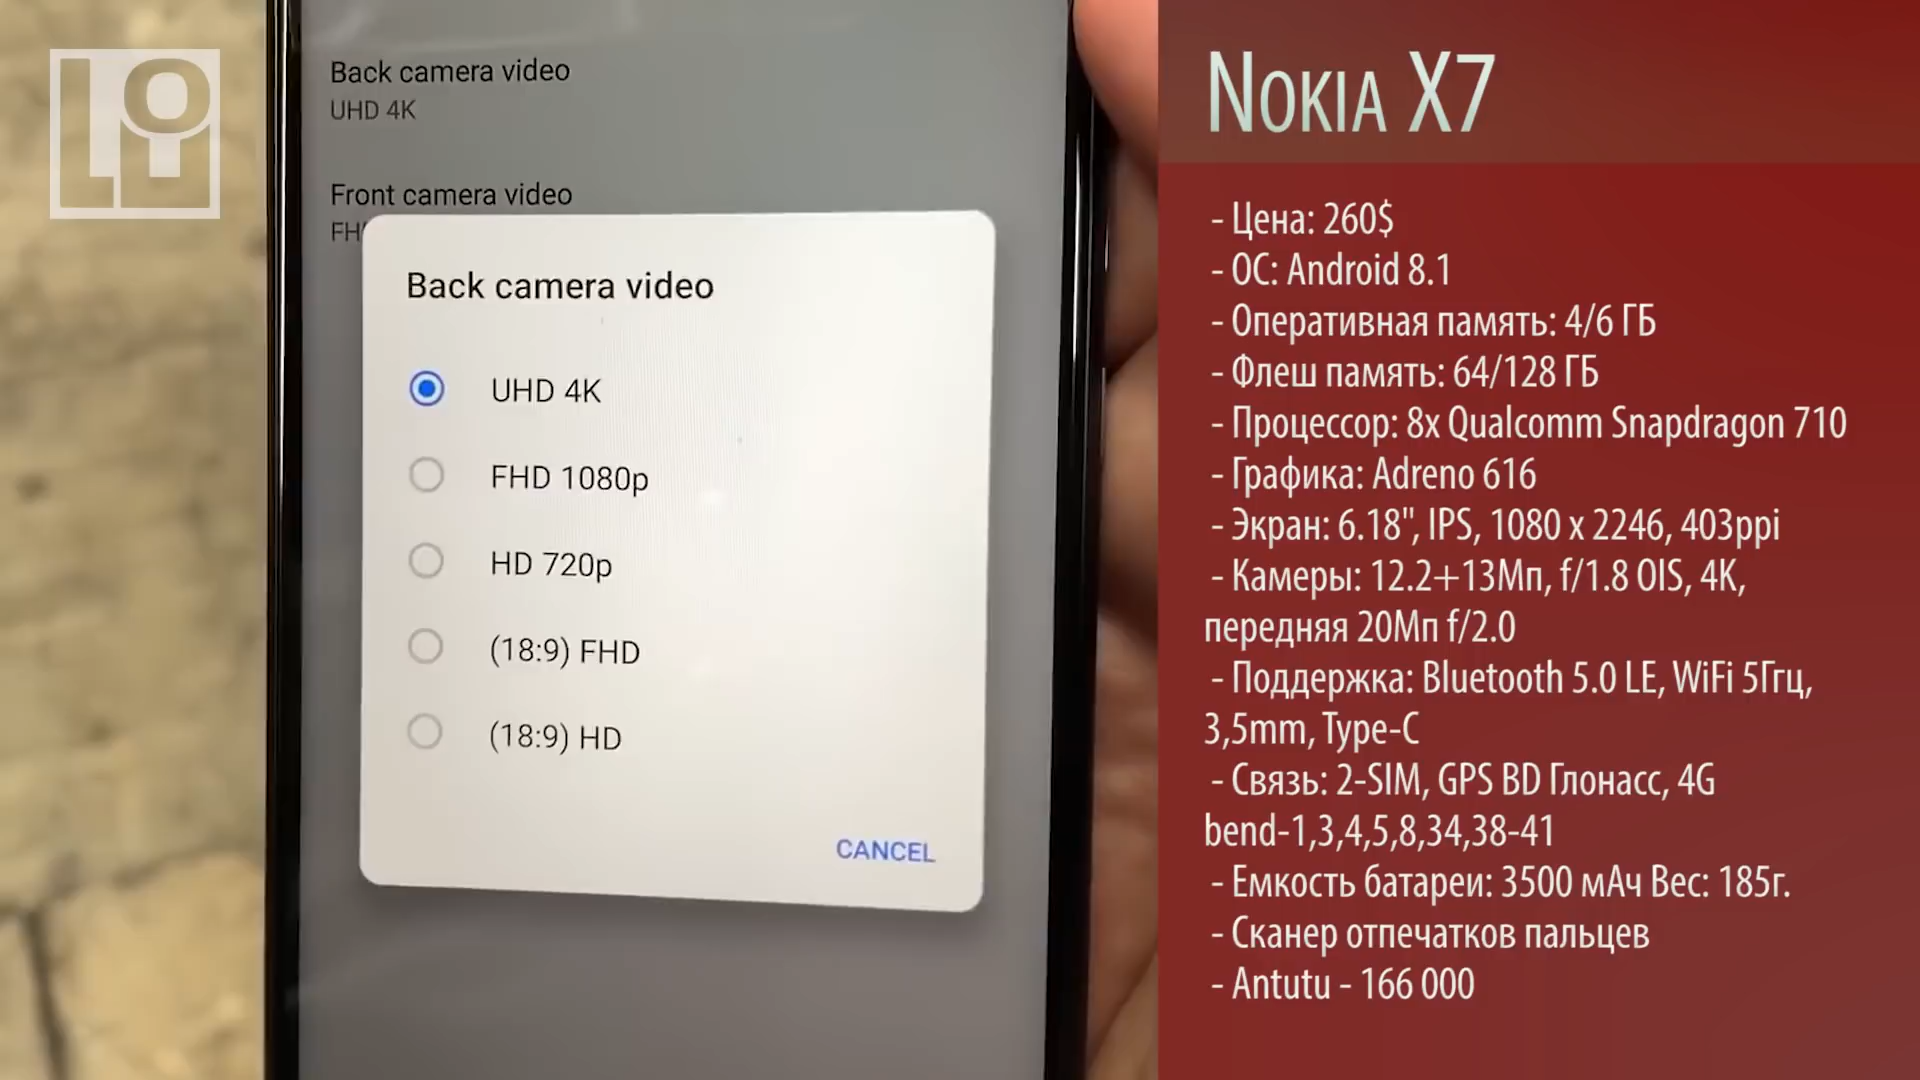 Back camera video
UHD 4K
Front camera video
FH
Back camera video
UHD 4K
FHD 1080p
HD 720p
(18:9) FHD
(18:9) HD
CANCEL
Nokia X7
- Цена: 260$
- ОС: Android 8.1
- Оперативная память: 4/6 ГБ
- Флеш память: 64/128 ГБ
- Процессор: 8x Qualcomm Snapdragon 710
- Графика: Adreno 616
- Экран: 6.18", IPS, 1080 x 2246, 403ppi
- Камеры: 12.2+13Мп, f/1.8 OIS, 4K,
передняя 20Мп f/2.0
- Поддержка: Bluetooth 5.0 LE, WiFi 5Ггц,
3,5mm, Type-C
- Связь: 2-SIM, GPS BD Глонасс, 4G
bend-1,3,4,5,8,34,38-41
- Емкость батареи: 3500 мАч Вес: 185г.
- Сканер отпечатков пальцев
- Antutu - 166 000